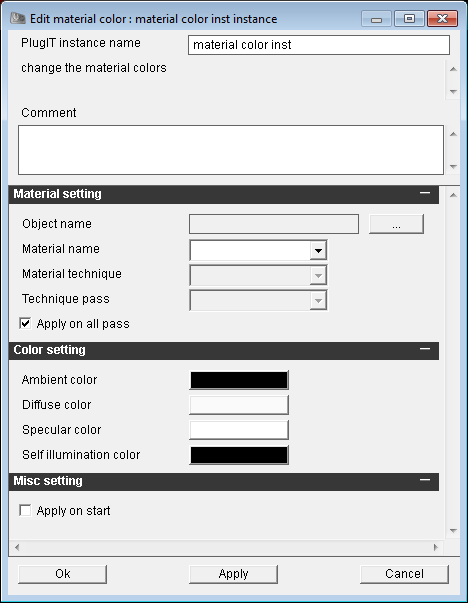 Edit material color : material color inst instance
PlugIT instance name
material color inst
change the material colors
Comment
Material setting
Object name
...
Material name
Material technique
Technique pass
Apply on all pass
Color setting
Ambient color
Diffuse color
Specular color
Self illumination color
Misc setting
Apply on start
Ok
Apply
Cancel